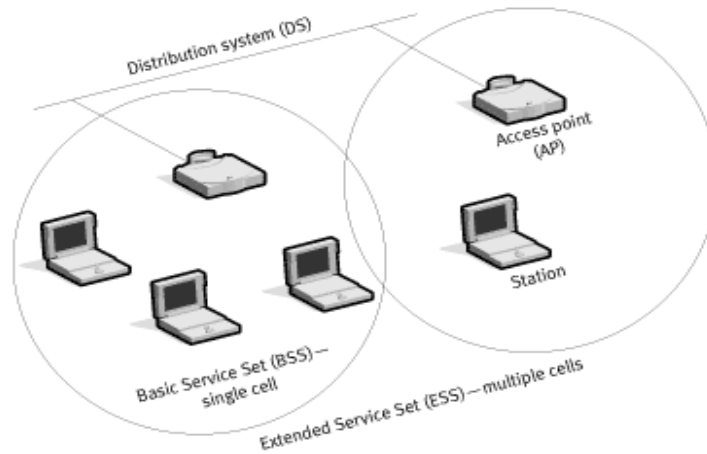 Distribution system (DS)
Access point
(AP)
Station
Basic Service Set (BSS)—
single cell
Extended Service Set (ESS)—multiple cells